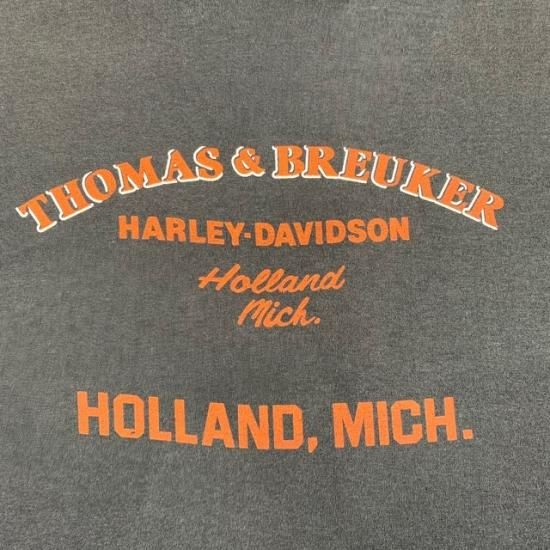 THOMAS & BREUKER
HARLEY-DAVIDSON
Holland
Mich.
HOLLAND, MICH.